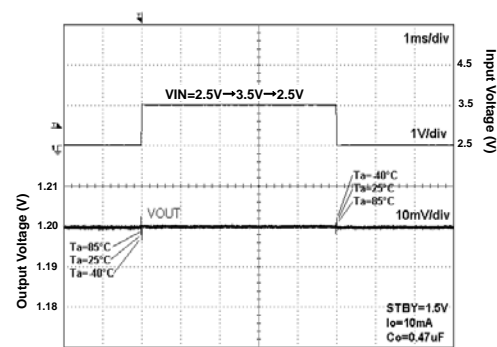 1ms/div
4.5
VIN=2.5V→3.5V→2.5V
3.5
1V/div
2.5
Input Voltage (V)
1.21
1.20
1.19
1.18
Output Voltage (V)
VOUT
Ta=-40°C
Ta=25°C
Ta=85°C
10mV/div
Ta=85°C
Ta=25°C
Ta=-40°C
STBY=1.5V
Io=10mA
Co=0.47uF